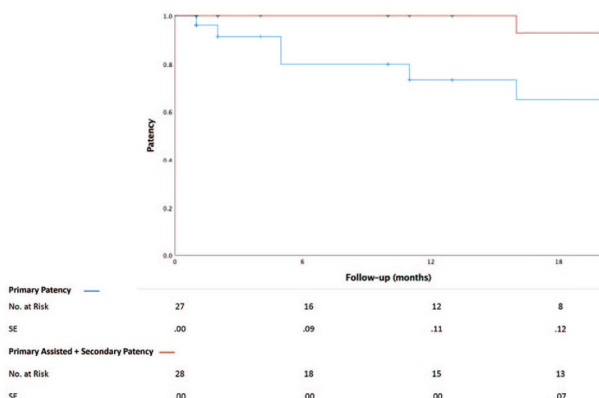 1.0
0.8
0.6
0.4
0.2
0.0
Patency
0 6 12 18
Follow-up (months)
Primary Patency
No. at Risk 27 16 12 8
SE .00 .09 .11 .12
Primary Assisted + Secondary Patency
No. at Risk 28 18 15 13
SE .00 .00 .00 .07